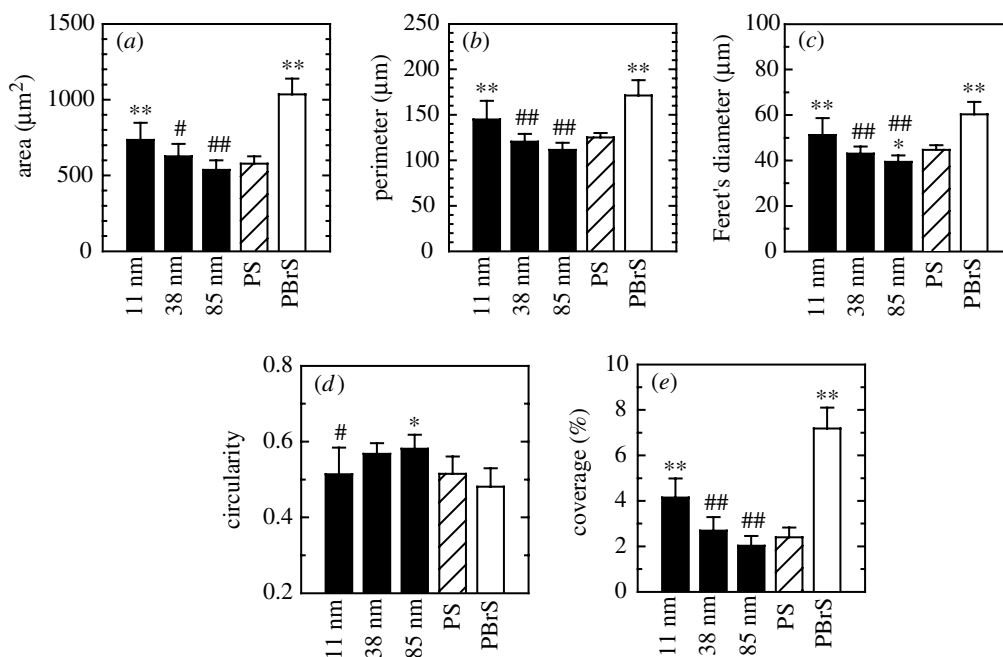 (a)
area (μm²)
1500
1000
500
0
**
#
##
**
11 nm
38 nm
85 nm
PS
PBrS
(b)
perimeter (μm)
250
200
150
100
50
0
**
##
##
**
11 nm
38 nm
85 nm
PS
PBrS
(c)
Feret's diameter (μm)
100
80
60
40
20
0
**
##
##
*
**
11 nm
38 nm
85 nm
PS
PBrS
(d)
circularity
0.8
0.6
0.4
0.2
#
*
11 nm
38 nm
85 nm
PS
PBrS
(e)
coverage (%)
10
8
6
4
2
0
**
##
##
**
11 nm
38 nm
85 nm
PS
PBrS